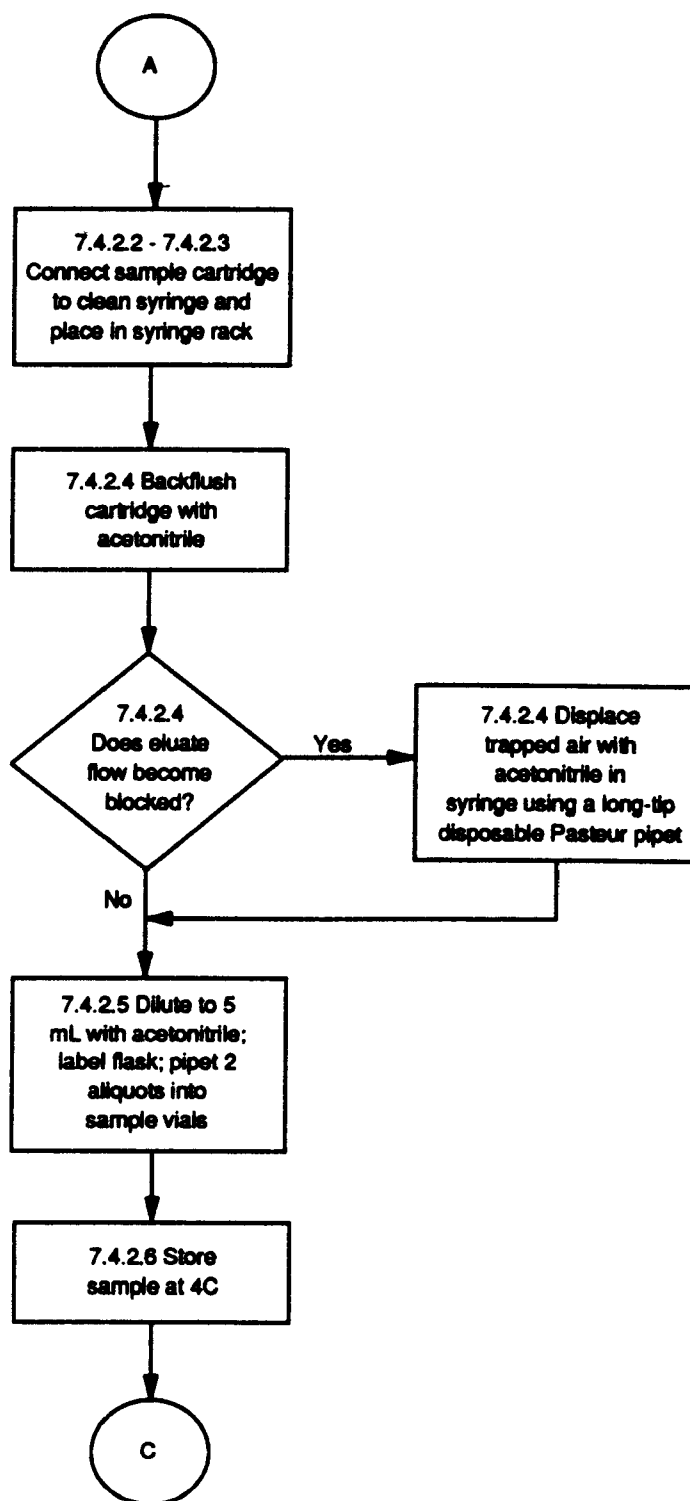 A
7.4.2.2 - 7.4.2.3
Connect sample cartridge
to clean syringe and
place in syringe rack
7.4.2.4 Backflush
cartridge with
acetonitrile
7.4.2.4
Does eluate
flow become
blocked?
Yes
7.4.2.4 Displace
trapped air with
acetonitrile in
syringe using a long-tip
disposable Pasteur pipet
No
7.4.2.5 Dilute to 5
mL with acetonitrile;
label flask; pipet 2
aliquots into
sample vials
7.4.2.6 Store
sample at 4C
C